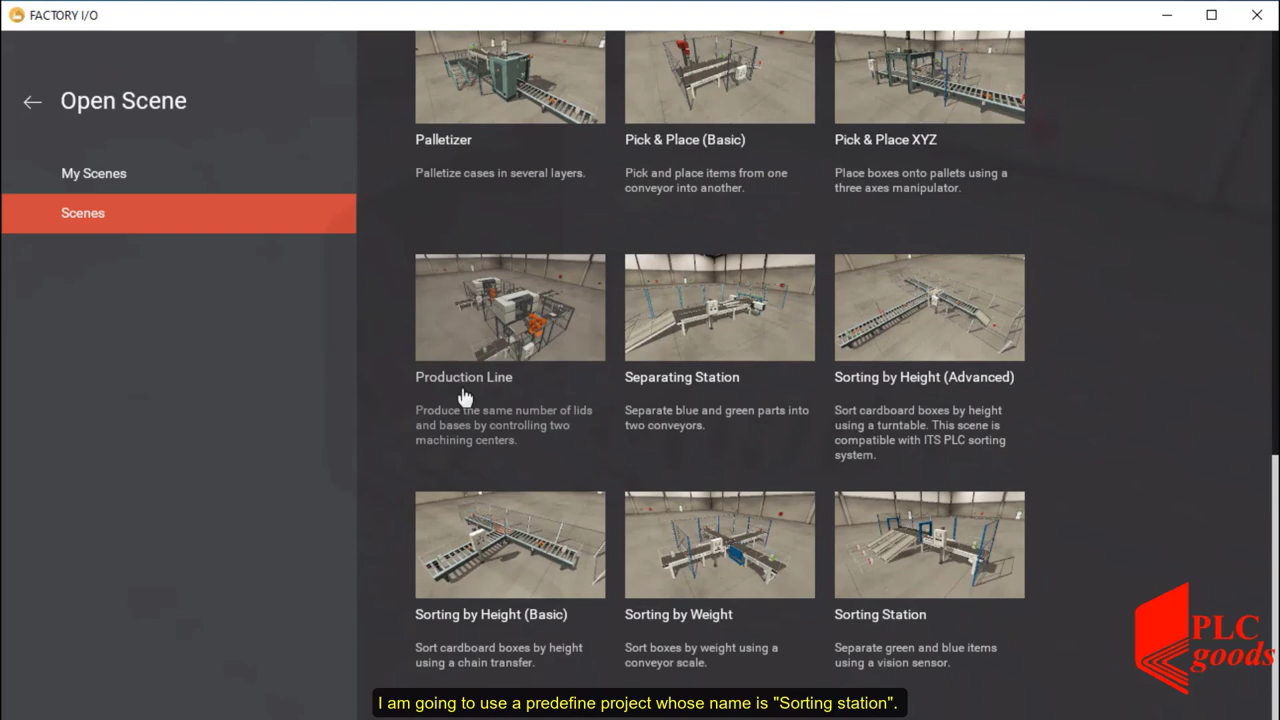 FACTORY I/O
Open Scene
My Scenes
Scenes
Palletizer
Palletize cases in several layers.
Pick & Place (Basic)
Pick and place items from one
conveyor into another.
Pick & Place XYZ
Place boxes onto pallets using a
three axes manipulator.
Production Line
Produce the same number of lids
and bases by controlling two
machining centers.
Separating Station
Separate blue and green parts into
two conveyors.
Sorting by Height (Advanced)
Sort cardboard boxes by height
using a turntable. This scene is
compatible with ITS PLC sorting
system.
Sorting by Height (Basic)
Sort cardboard boxes by height
using a chain transfer.
Sorting by Weight
Sort boxes by weight using a
conveyor scale.
Sorting Station
Separate green and blue items
using a vision sensor.
PLC
goods
I am going to use a predefine project whose name is "Sorting station".